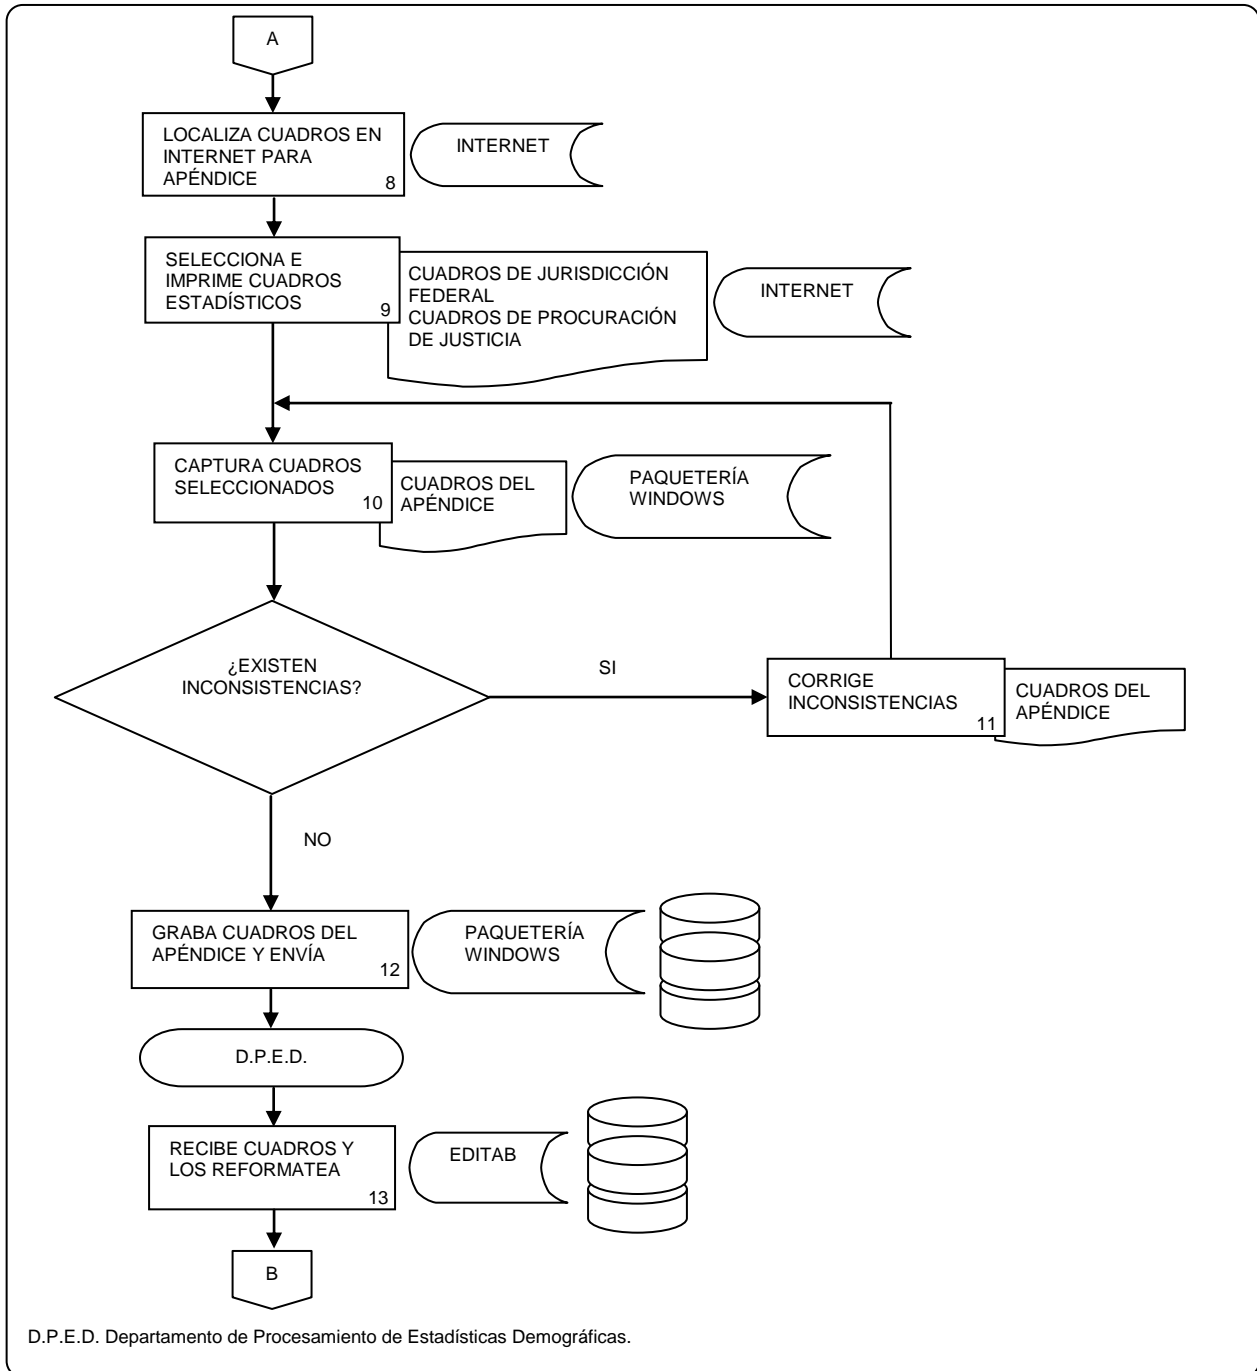 A
LOCALIZA CUADROS EN
INTERNET PARA
APÉNDICE
8
INTERNET
SELECCIONA E
IMPRIME CUADROS
ESTADÍSTICOS
9
CUADROS DE JURISDICCIÓN
FEDERAL
CUADROS DE PROCURACIÓN
DE JUSTICIA
INTERNET
CAPTURA CUADROS
SELECCIONADOS
10
CUADROS DEL
APÉNDICE
PAQUETERÍA
WINDOWS
¿EXISTEN
INCONSISTENCIAS?
SI
CORRIGE
INCONSISTENCIAS
11
CUADROS DEL
APÉNDICE
NO
GRABA CUADROS DEL
APÉNDICE Y ENVÍA
12
PAQUETERÍA
WINDOWS
D.P.E.D.
RECIBE CUADROS Y
LOS REFORMATEA
13
EDITAB
B
D.P.E.D. Departamento de Procesamiento de Estadísticas Demográficas.